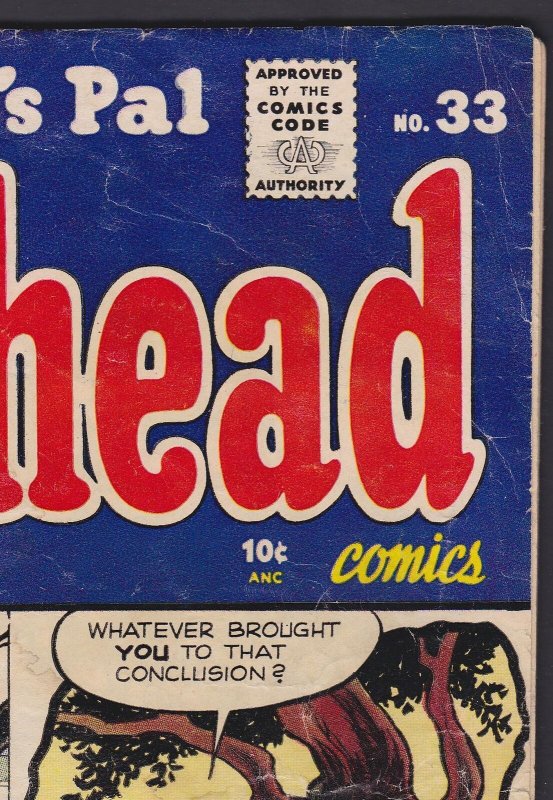 's Pal
APPROVED
BY THE
COMICS
CODE
CA
AUTHORITY
NO. 33
head
10¢
ANC
comics
WHATEVER BROUGHT
YOU TO THAT
CONCLUSION?